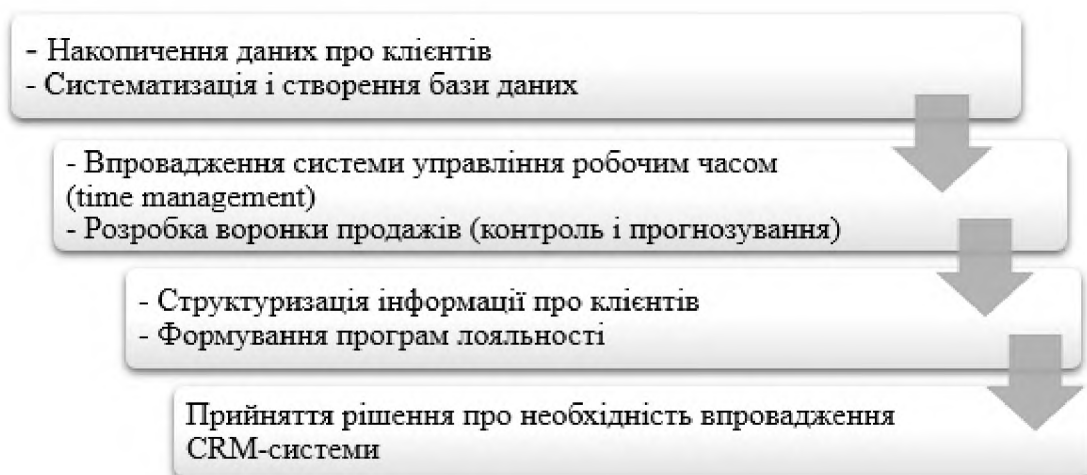 - Накопичення даних про клієнтів
- Систематизація і створення бази даних
- Впровадження системи управління робочим часом
(time management)
- Розробка воронки продажів (контроль і прогнозування)
- Структуризація інформації про клієнтів
- Формування програм лояльності
Прийняття рішення про необхідність впровадження
CRM-системи